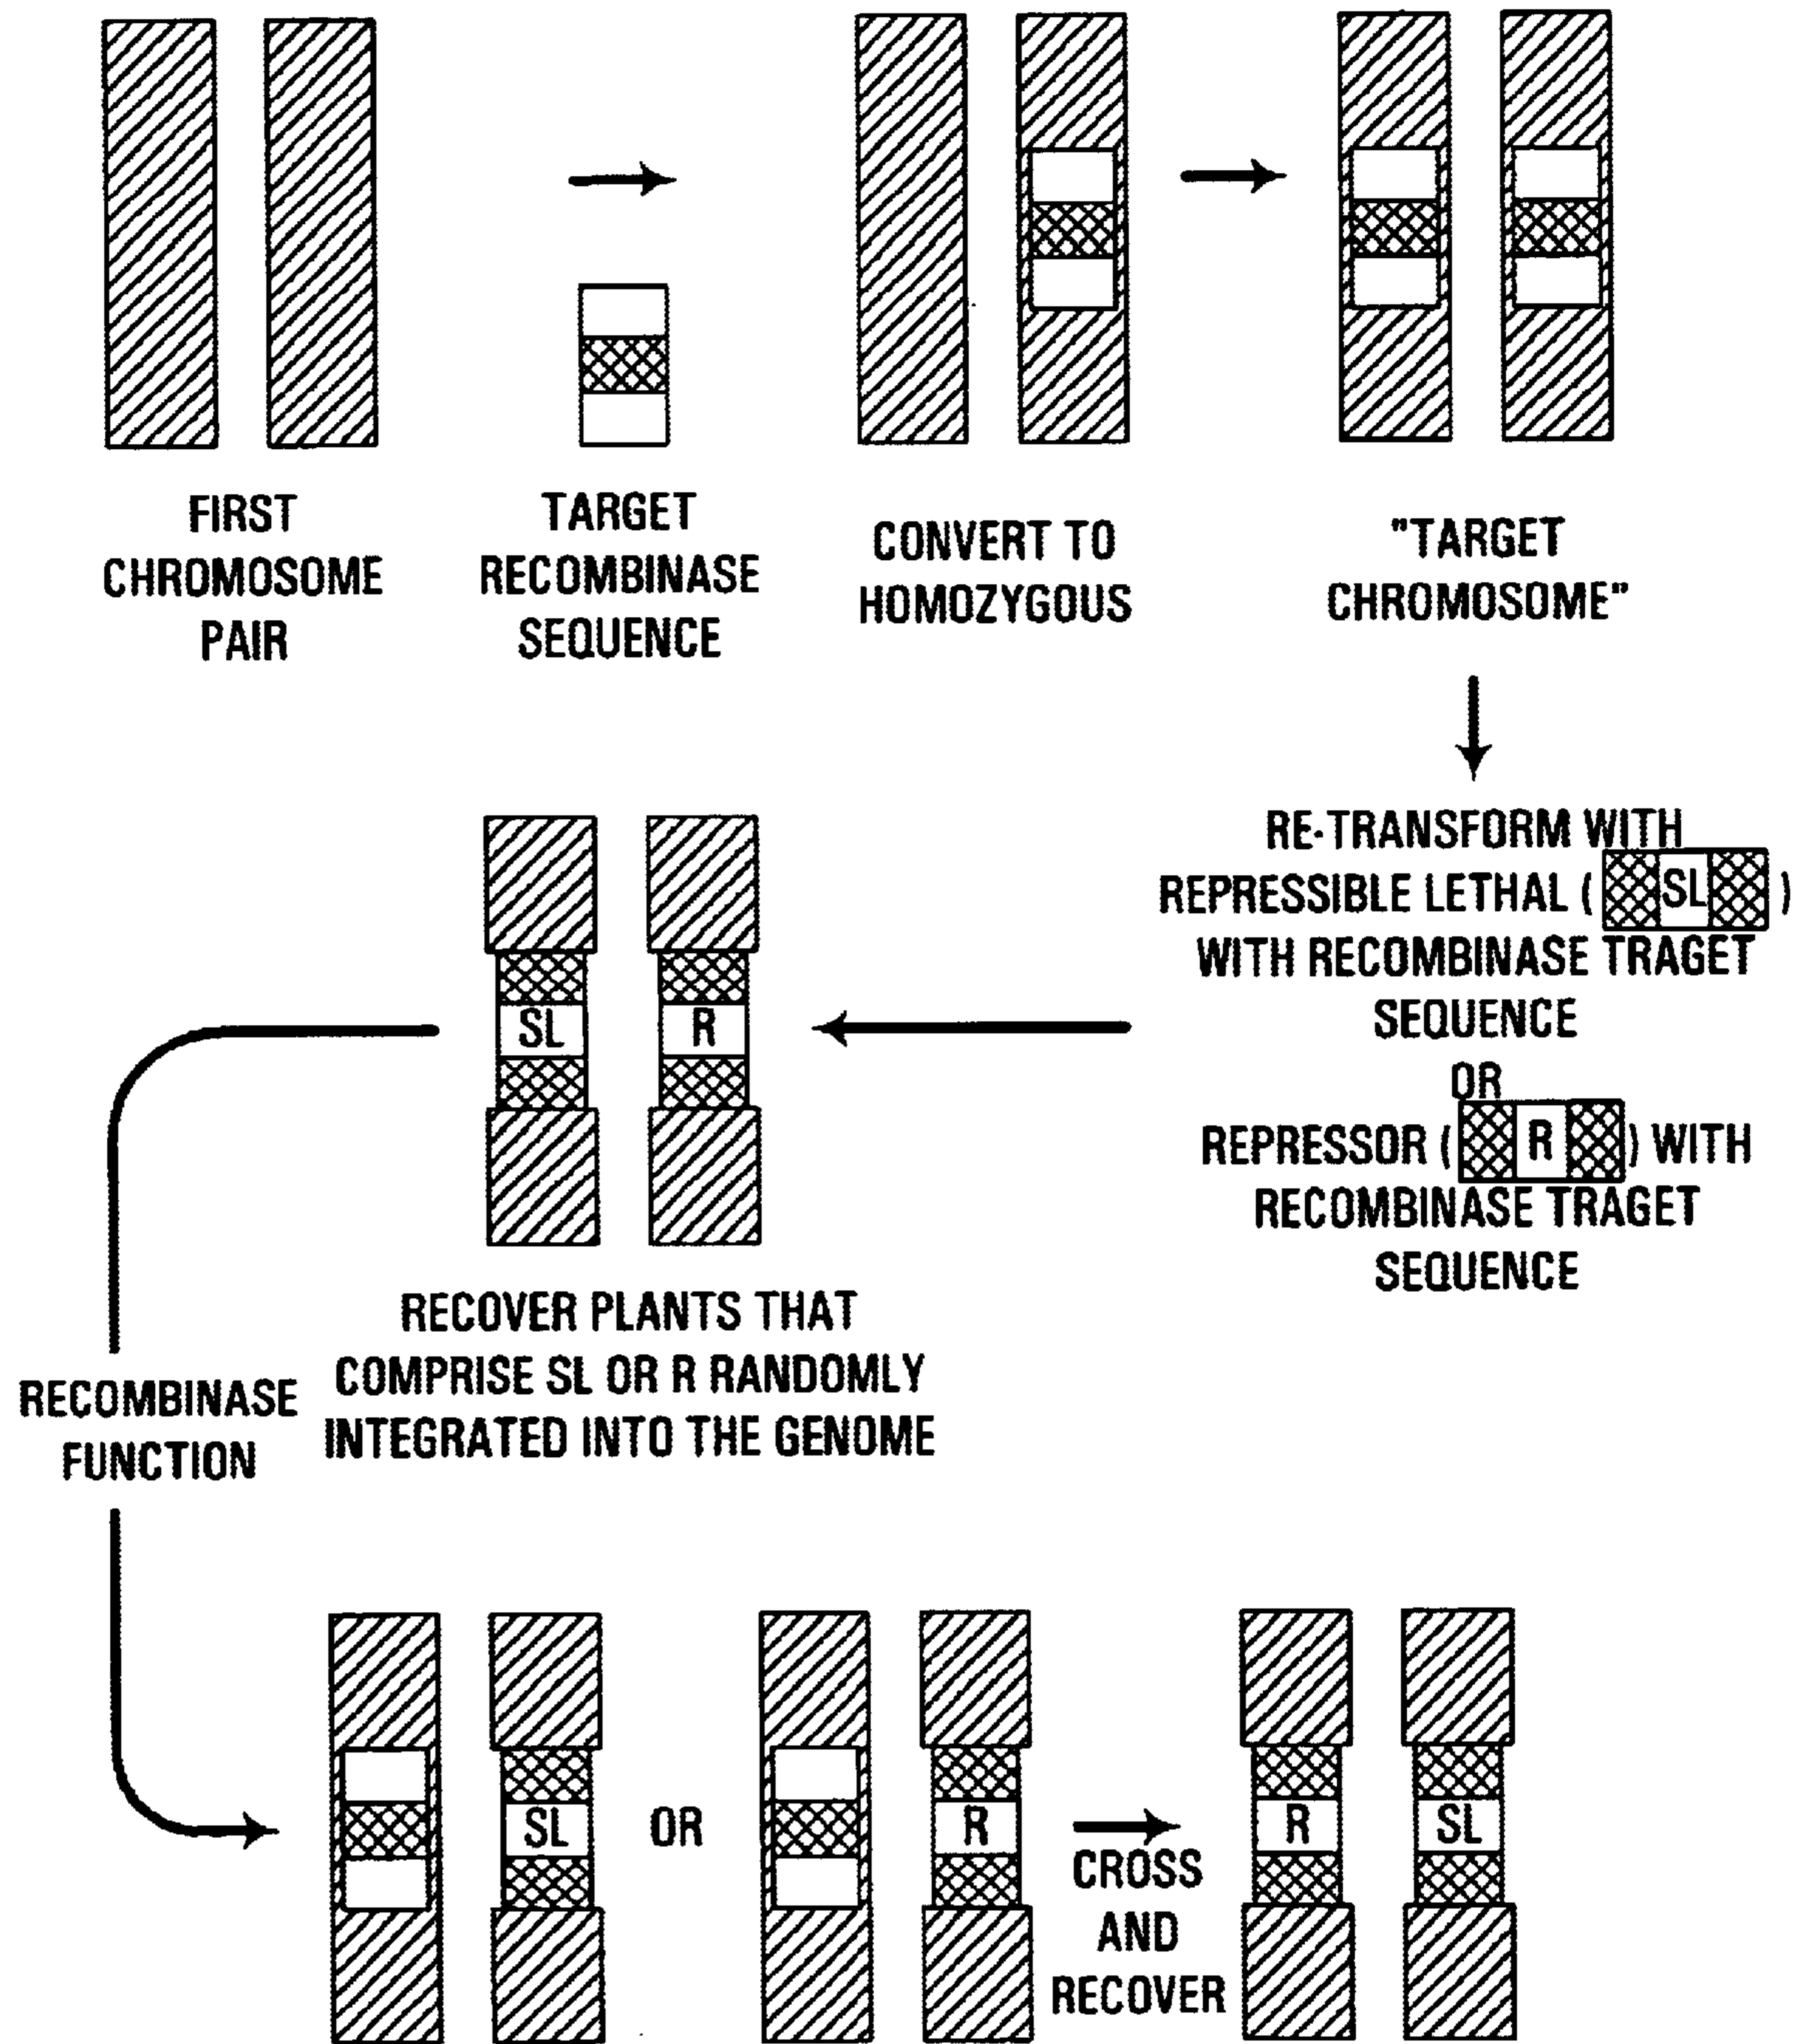 FIRST
CHROMOSOME
PAIR
TARGET
RECOMBINASE
SEQUENCE
CONVERT TO
HOMOZYGOUS
"TARGET
CHROMOSOME"
RE-TRANSFORM WITH
REPRESSIBLE LETHAL ( SL )
WITH RECOMBINASE TRAGET
SEQUENCE
OR
REPRESSOR ( R ) WITH
RECOMBINASE TRAGET
SEQUENCE
SL R
RECOVER PLANTS THAT
COMPRISE SL OR R RANDOMLY
INTEGRATED INTO THE GENOME
RECOMBINASE
FUNCTION
SL OR R
CROSS
AND
RECOVER
R SL